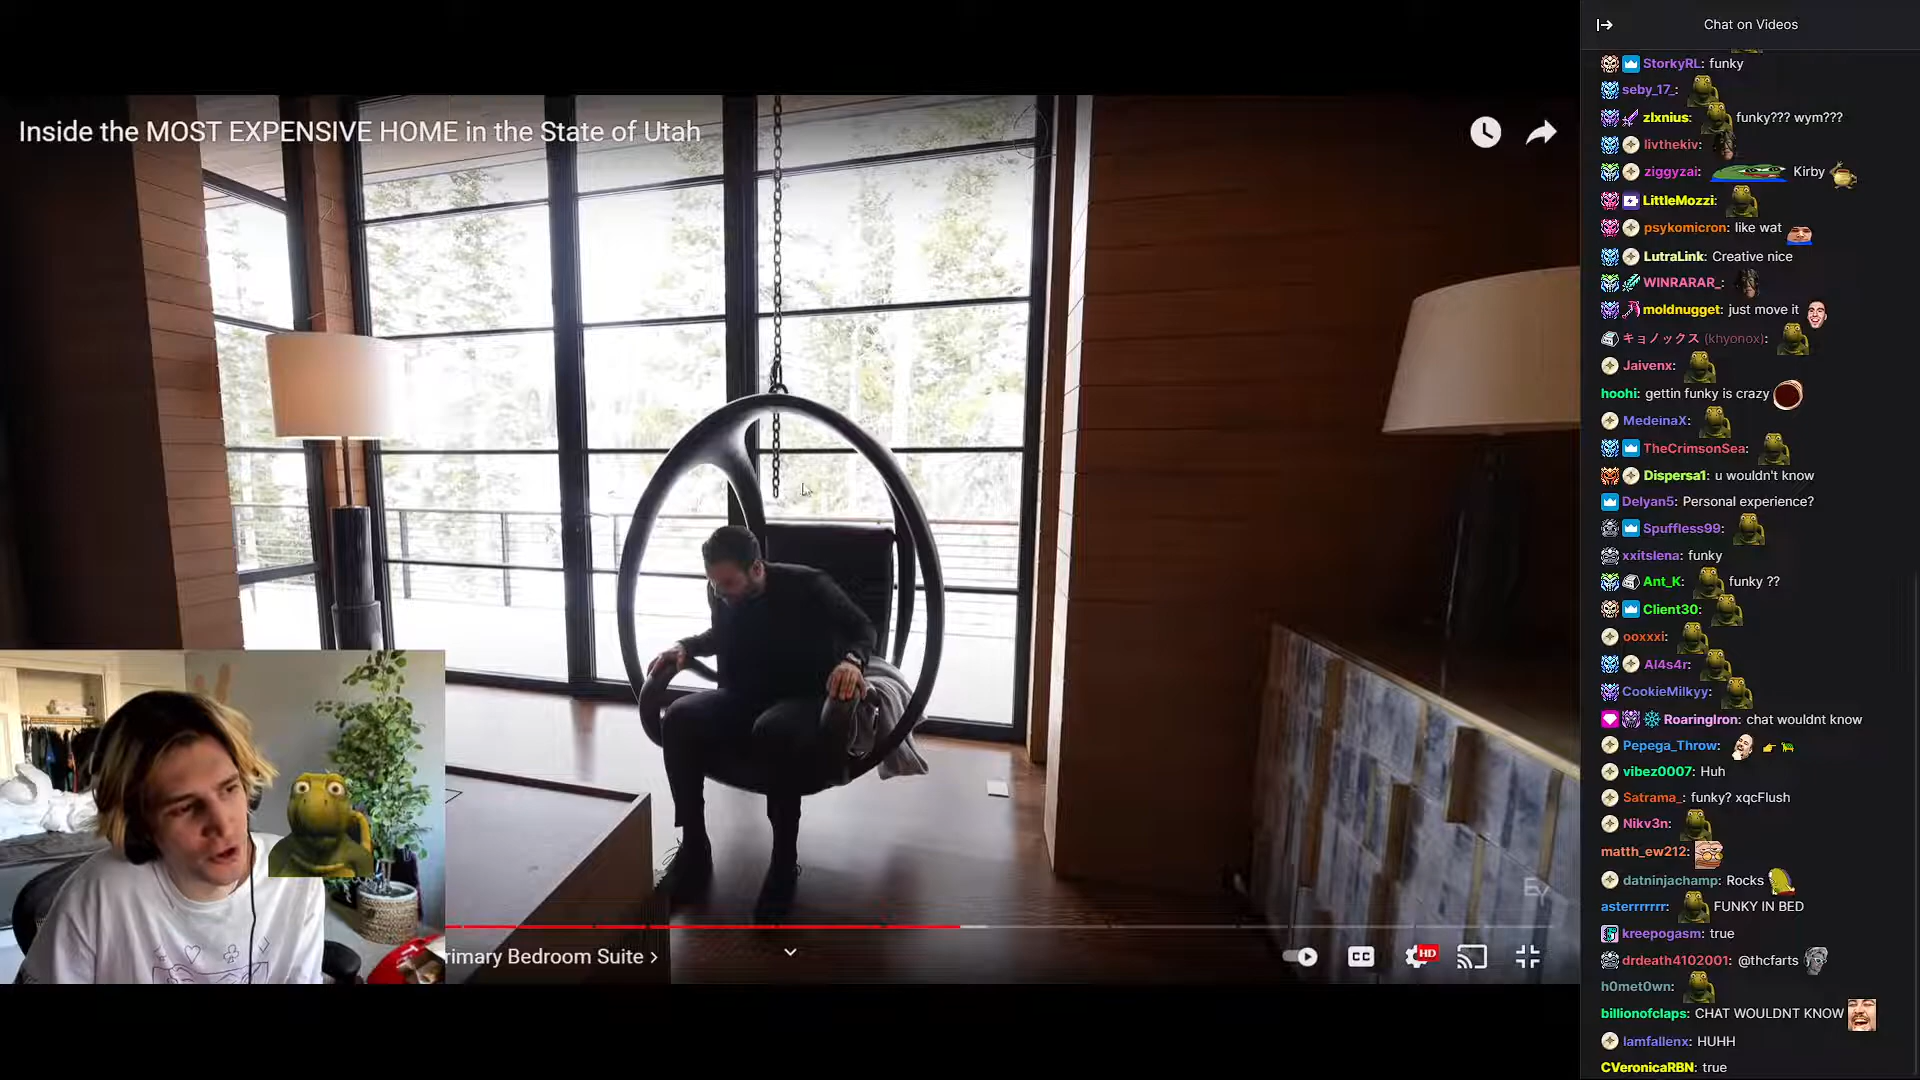 Inside the MOST EXPENSIVE HOME in the State of Utah
Ev
rimary Bedroom Suite ›
CC
HD
Chat on Videos
StorkyRL: funky
seby_17_:
zlxnius: funky??? wym???
livthekiv:
ziggyzai: Kirby
LittleMozzi:
psykomicron: like wat
LutraLink: Creative nice
WINRARAR_:
moldnugget: just move it
キョノックス (khyonox):
Jaivenx:
hoohi: gettin funky is crazy
MedeinaX:
TheCrimsonSea:
Dispersa1: u wouldn't know
Delyan5: Personal experience?
Spuffless99:
xxitslena: funky
Ant_K: funky ??
Client30:
ooxxxi:
Al4s4r:
CookieMilkyy:
RoaringIron: chat wouldnt know
Pepega_Throw:
vibez0007: Huh
Satrama_: funky? xqcFlush
Nikv3n:
matth_ew212:
datninjachamp: Rocks
asterrrrrrr: FUNKY IN BED
kreepogasm: true
drdeath4102001: @thcfarts
h0met0wn:
billionofclaps: CHAT WOULDNT KNOW
Iamfallenx: HUHH
CVeronicaRBN: true